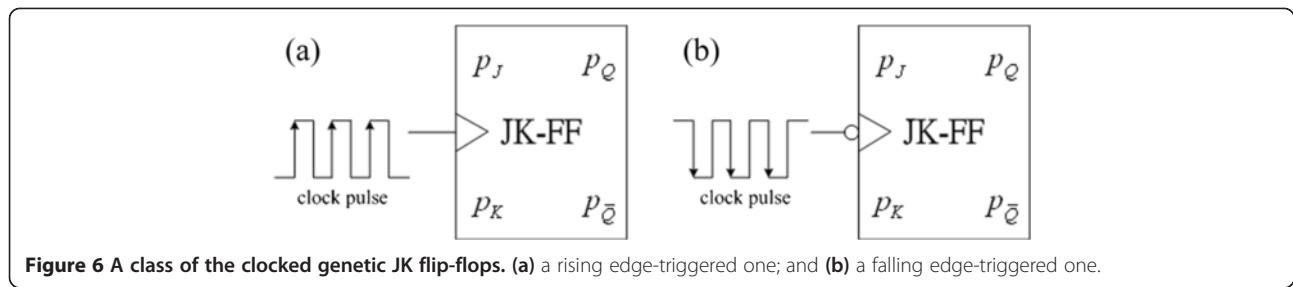 (a)
p_J p_Q
JK-FF
clock pulse
p_K p_Q̅
(b)
p_J p_Q
JK-FF
clock pulse
p_K p_Q̅
Figure 6 A class of the clocked genetic JK flip-flops. (a) a rising edge-triggered one; and (b) a falling edge-triggered one.